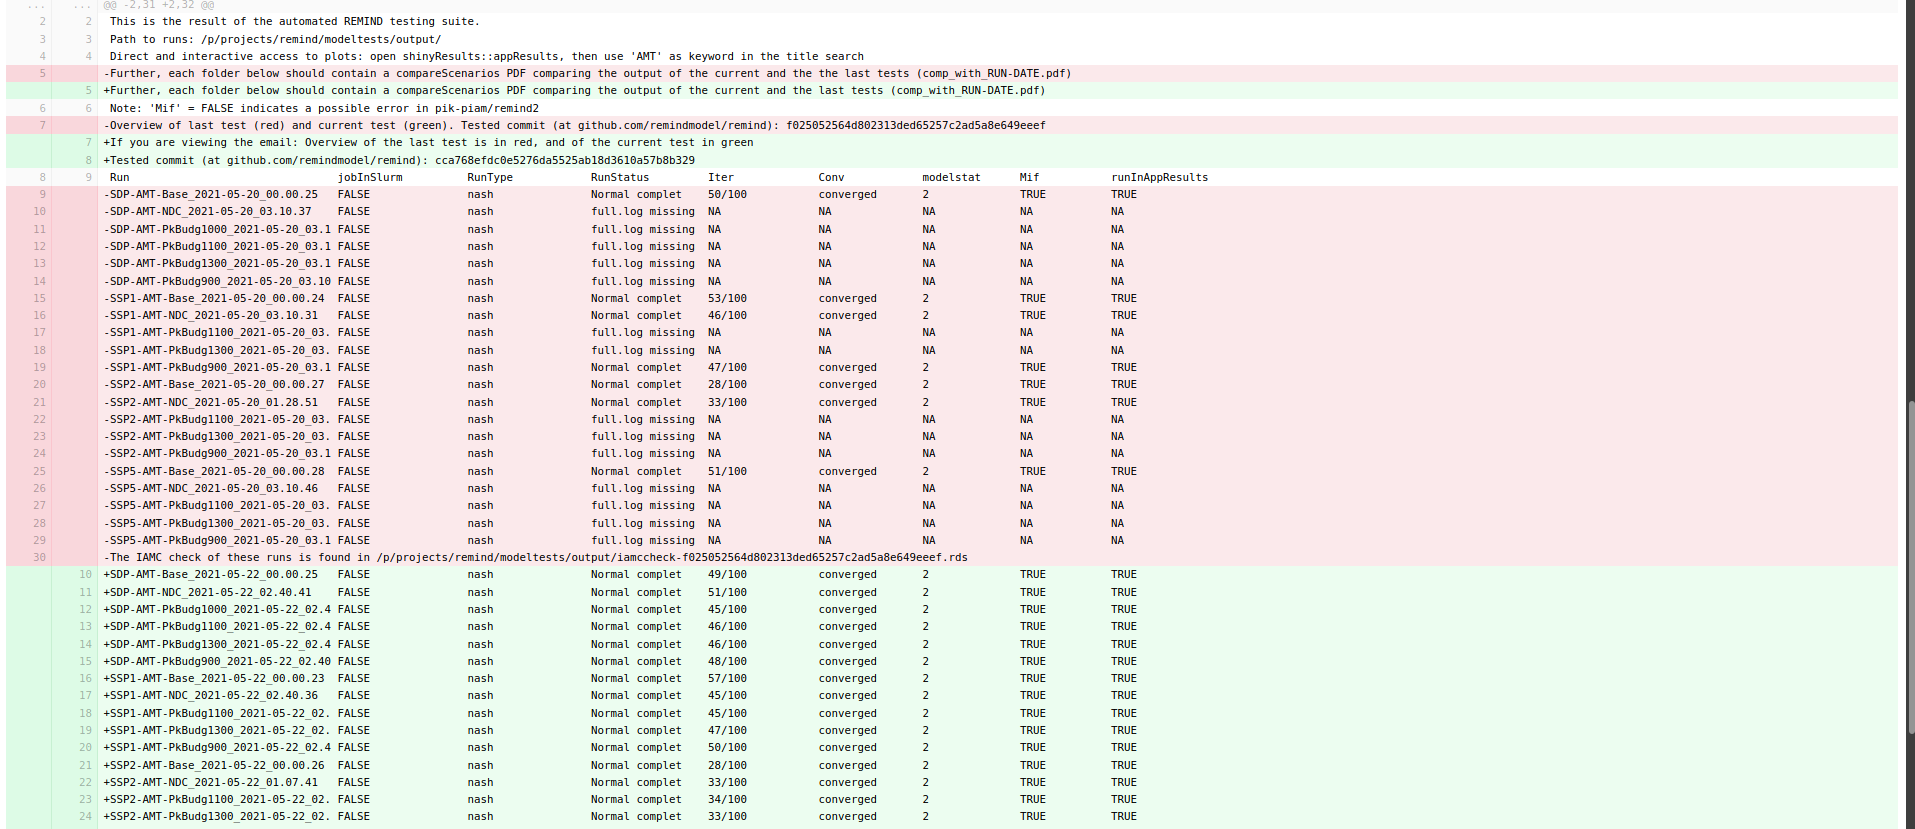 ... ... @@ -2,31 +2,32 @@
2 2 This is the result of the automated REMIND testing suite.
3 3 Path to runs: /p/projects/remind/modeltests/output/
4 4 Direct and interactive access to plots: open shinyResults::appResults, then use 'AMT' as keyword in the title search
5 -Further, each folder below should contain a compareScenarios PDF comparing the output of the current and the the last tests (comp_with_RUN-DATE.pdf)
5 +Further, each folder below should contain a compareScenarios PDF comparing the output of the current and the last tests (comp_with_RUN-DATE.pdf)
6 6 Note: 'Mif' = FALSE indicates a possible error in pik-piam/remind2
7 -Overview of last test (red) and current test (green). Tested commit (at github.com/remindmodel/remind): f025052564d802313ded65257c2ad5a8e649eeef
7 +If you are viewing the email: Overview of the last test is in red, and of the current test in green
8 +Tested commit (at github.com/remindmodel/remind): cca768efdc0e5276da5525ab18d3610a57b8b329
8 9 Run jobInSlurm RunType RunStatus Iter Conv modelstat Mif runInAppResults
9 -SDP-AMT-Base_2021-05-20_00.00.25 FALSE nash Normal complet 50/100 converged 2 TRUE TRUE
10 -SDP-AMT-NDC_2021-05-20_03.10.37 FALSE nash full.log missing NA NA NA NA NA
11 -SDP-AMT-PkBudg1000_2021-05-20_03.1 FALSE nash full.log missing NA NA NA NA NA
12 -SDP-AMT-PkBudg1100_2021-05-20_03.1 FALSE nash full.log missing NA NA NA NA NA
13 -SDP-AMT-PkBudg1300_2021-05-20_03.1 FALSE nash full.log missing NA NA NA NA NA
14 -SDP-AMT-PkBudg900_2021-05-20_03.10 FALSE nash full.log missing NA NA NA NA NA
15 -SSP1-AMT-Base_2021-05-20_00.00.24 FALSE nash Normal complet 53/100 converged 2 TRUE TRUE
16 -SSP1-AMT-NDC_2021-05-20_03.10.31 FALSE nash Normal complet 46/100 converged 2 TRUE TRUE
17 -SSP1-AMT-PkBudg1100_2021-05-20_03. FALSE nash full.log missing NA NA NA NA NA
18 -SSP1-AMT-PkBudg1300_2021-05-20_03. FALSE nash full.log missing NA NA NA NA NA
19 -SSP1-AMT-PkBudg900_2021-05-20_03.1 FALSE nash Normal complet 47/100 converged 2 TRUE TRUE
20 -SSP2-AMT-Base_2021-05-20_00.00.27 FALSE nash Normal complet 28/100 converged 2 TRUE TRUE
21 -SSP2-AMT-NDC_2021-05-20_01.28.51 FALSE nash Normal complet 33/100 converged 2 TRUE TRUE
22 -SSP2-AMT-PkBudg1100_2021-05-20_03. FALSE nash full.log missing NA NA NA NA NA
23 -SSP2-AMT-PkBudg1300_2021-05-20_03. FALSE nash full.log missing NA NA NA NA NA
24 -SSP2-AMT-PkBudg900_2021-05-20_03.1 FALSE nash full.log missing NA NA NA NA NA
25 -SSP5-AMT-Base_2021-05-20_00.00.28 FALSE nash Normal complet 51/100 converged 2 TRUE TRUE
26 -SSP5-AMT-NDC_2021-05-20_03.10.46 FALSE nash full.log missing NA NA NA NA NA
27 -SSP5-AMT-PkBudg1100_2021-05-20_03. FALSE nash full.log missing NA NA NA NA NA
28 -SSP5-AMT-PkBudg1300_2021-05-20_03. FALSE nash full.log missing NA NA NA NA NA
29 -SSP5-AMT-PkBudg900_2021-05-20_03.1 FALSE nash full.log missing NA NA NA NA NA
30 -The IAMC check of these runs is found in /p/projects/remind/modeltests/output/iamccheck-f025052564d802313ded65257c2ad5a8e649eeef.rds
10 +SDP-AMT-Base_2021-05-22_00.00.25 FALSE nash Normal complet 49/100 converged 2 TRUE TRUE
11 +SDP-AMT-NDC_2021-05-22_02.40.41 FALSE nash Normal complet 51/100 converged 2 TRUE TRUE
12 +SDP-AMT-PkBudg1000_2021-05-22_02.4 FALSE nash Normal complet 45/100 converged 2 TRUE TRUE
13 +SDP-AMT-PkBudg1100_2021-05-22_02.4 FALSE nash Normal complet 46/100 converged 2 TRUE TRUE
14 +SDP-AMT-PkBudg1300_2021-05-22_02.4 FALSE nash Normal complet 46/100 converged 2 TRUE TRUE
15 +SDP-AMT-PkBudg900_2021-05-22_02.40 FALSE nash Normal complet 48/100 converged 2 TRUE TRUE
16 +SSP1-AMT-Base_2021-05-22_00.00.23 FALSE nash Normal complet 57/100 converged 2 TRUE TRUE
17 +SSP1-AMT-NDC_2021-05-22_02.40.36 FALSE nash Normal complet 45/100 converged 2 TRUE TRUE
18 +SSP1-AMT-PkBudg1100_2021-05-22_02. FALSE nash Normal complet 45/100 converged 2 TRUE TRUE
19 +SSP1-AMT-PkBudg1300_2021-05-22_02. FALSE nash Normal complet 47/100 converged 2 TRUE TRUE
20 +SSP1-AMT-PkBudg900_2021-05-22_02.4 FALSE nash Normal complet 50/100 converged 2 TRUE TRUE
21 +SSP2-AMT-Base_2021-05-22_00.00.26 FALSE nash Normal complet 28/100 converged 2 TRUE TRUE
22 +SSP2-AMT-NDC_2021-05-22_01.07.41 FALSE nash Normal complet 33/100 converged 2 TRUE TRUE
23 +SSP2-AMT-PkBudg1100_2021-05-22_02. FALSE nash Normal complet 34/100 converged 2 TRUE TRUE
24 +SSP2-AMT-PkBudg1300_2021-05-22_02. FALSE nash Normal complet 33/100 converged 2 TRUE TRUE